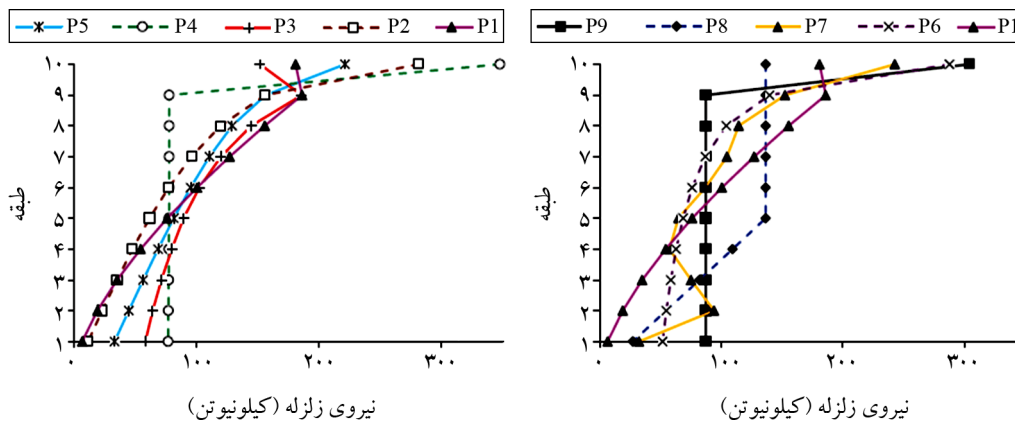 P5 P4 P3 P2 P1
۱۰
۹
۸
۷
۶
۵
۴
۳
۲
۱
طبقه
۰ ۱۰۰ ۲۰۰ ۳۰۰
نیروی زلزله (کیلونیوتن)
P9 P8 P7 P6 P1
۱۰
۹
۸
۷
۶
۵
۴
۳
۲
۱
طبقه
۰ ۱۰۰ ۲۰۰ ۳۰۰
نیروی زلزله (کیلونیوتن)